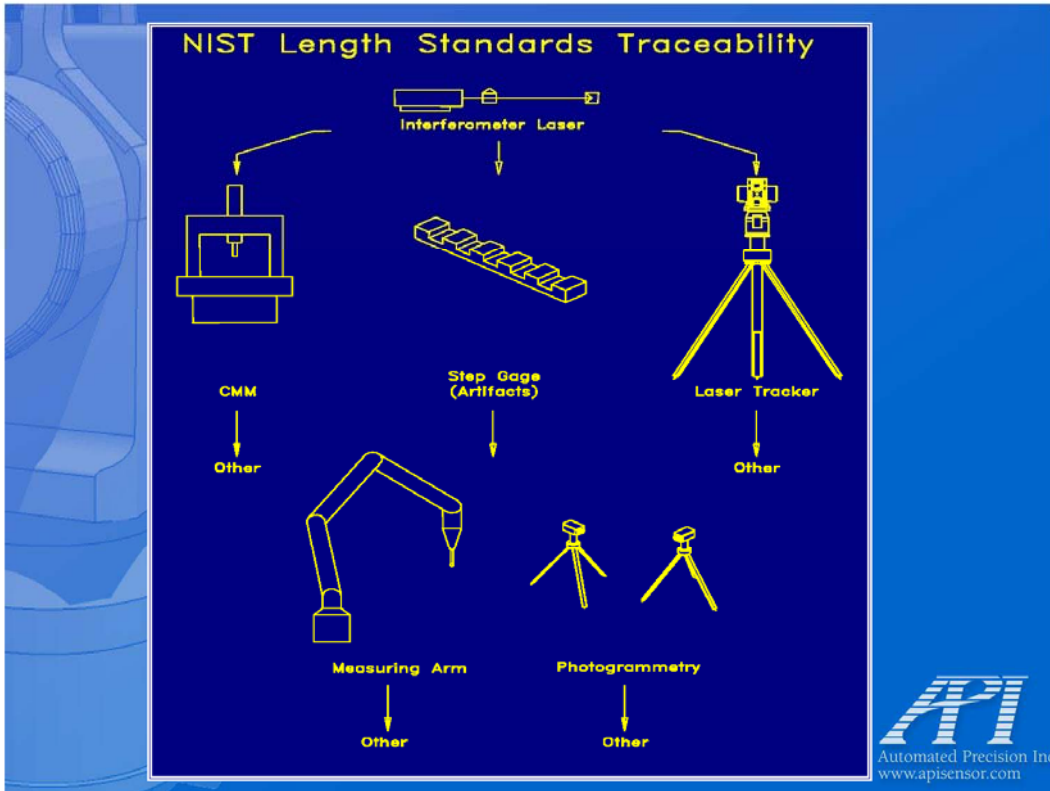 NIST Length Standards Traceability
Interferometer Laser
CMM
Step Gage
(Artifacts)
Laser Tracker
Other
Other
Measuring Arm
Photogrammetry
Other
Other
API
Automated Precision Inc
www.apisensor.com